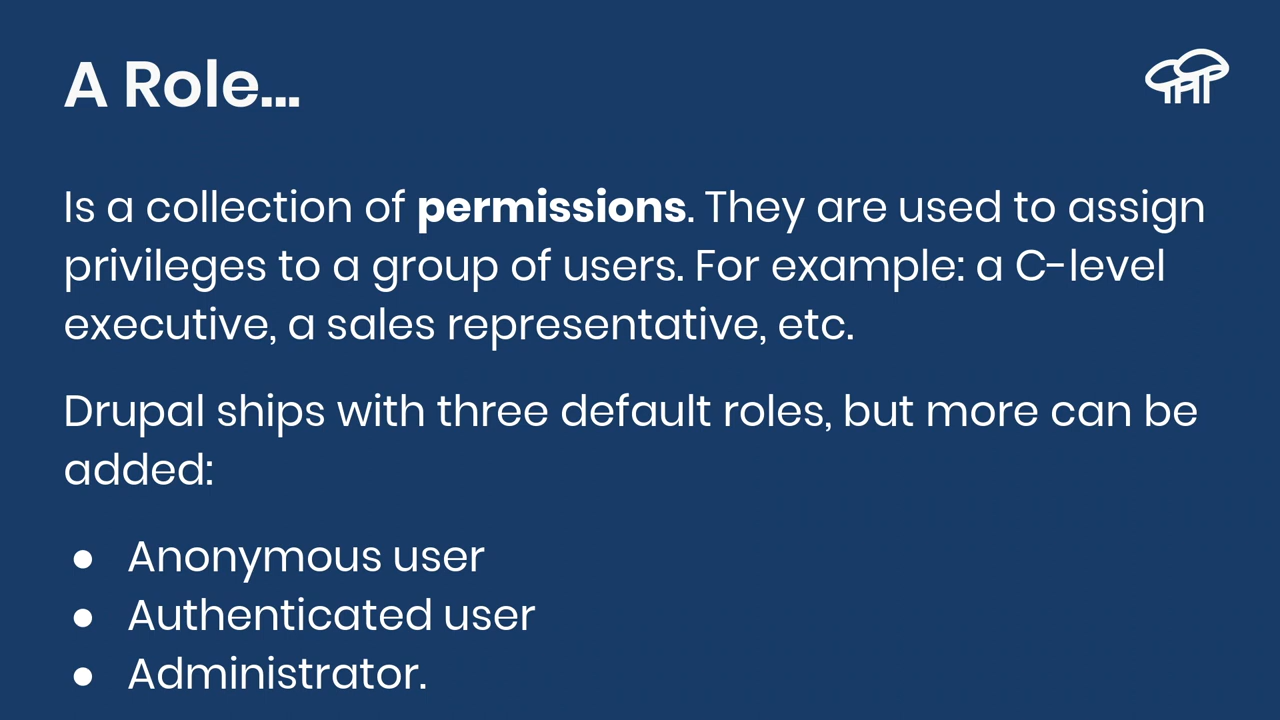 A Role...
Is a collection of permissions. They are used to assign
privileges to a group of users. For example: a C-level
executive, a sales representative, etc.
Drupal ships with three default roles, but more can be
added:
● Anonymous user
● Authenticated user
● Administrator.